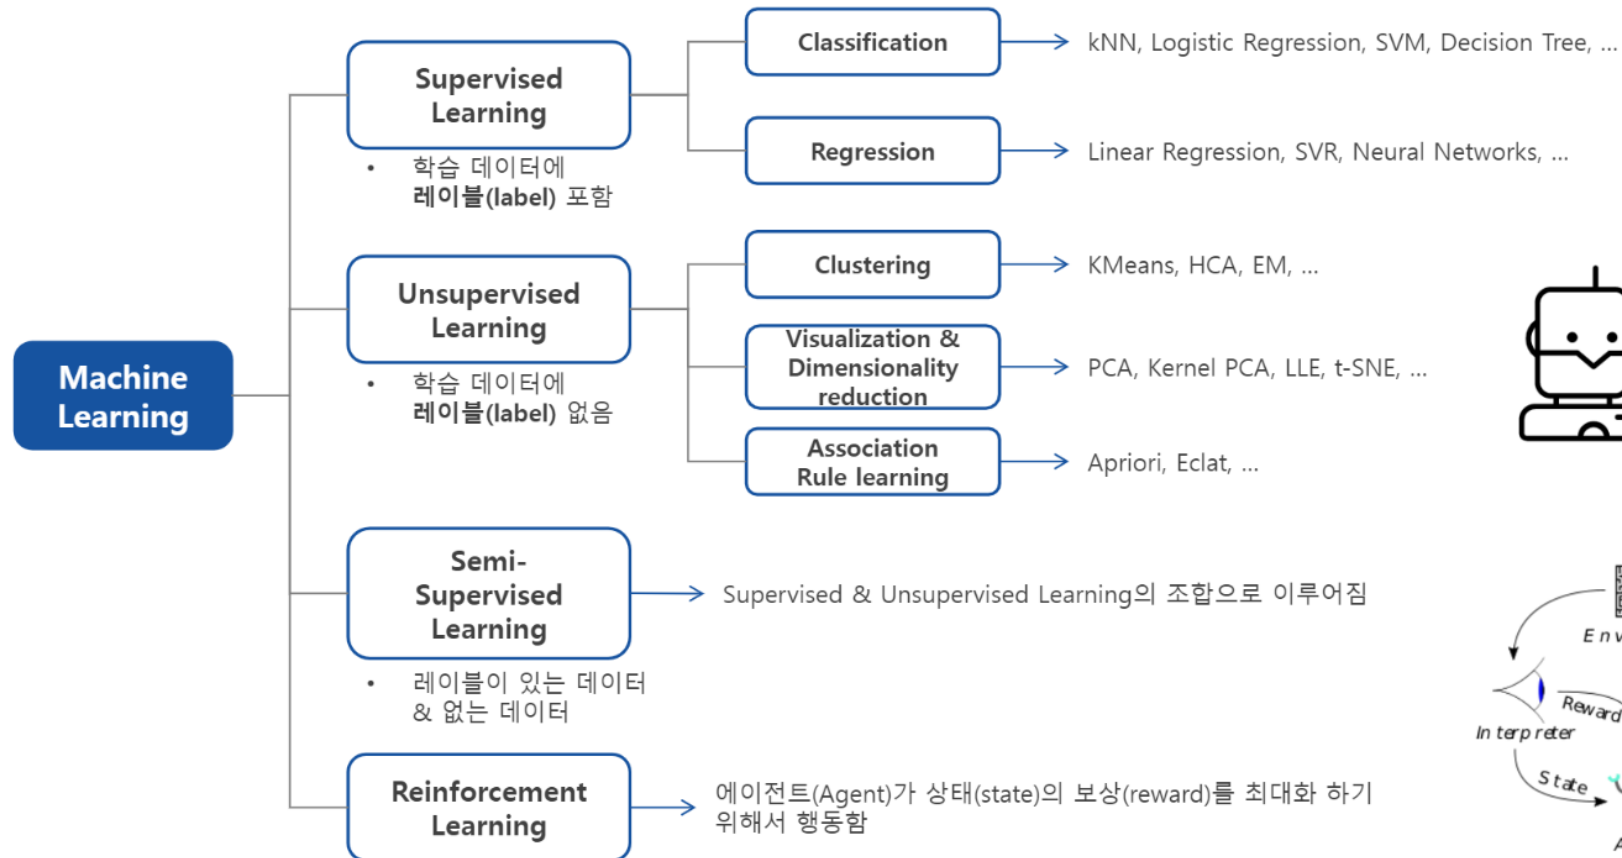 Machine
Learning
Supervised
Learning
• 학습 데이터에
레이블(label) 포함
Classification
kNN, Logistic Regression, SVM, Decision Tree, ...
Regression
Linear Regression, SVR, Neural Networks, ...
Unsupervised
Learning
• 학습 데이터에
레이블(label) 없음
Clustering
KMeans, HCA, EM, ...
Visualization &
Dimensionality
reduction
PCA, Kernel PCA, LLE, t-SNE, ...
Association
Rule learning
Apriori, Eclat, ...
Semi-
Supervised
Learning
Supervised & Unsupervised Learning의 조합으로 이루어짐
• 레이블이 있는 데이터
& 없는 데이터
Reinforcement
Learning
에이전트(Agent)가 상태(state)의 보상(reward)를 최대화 하기
위해서 행동함
Reward
Interpreter
State